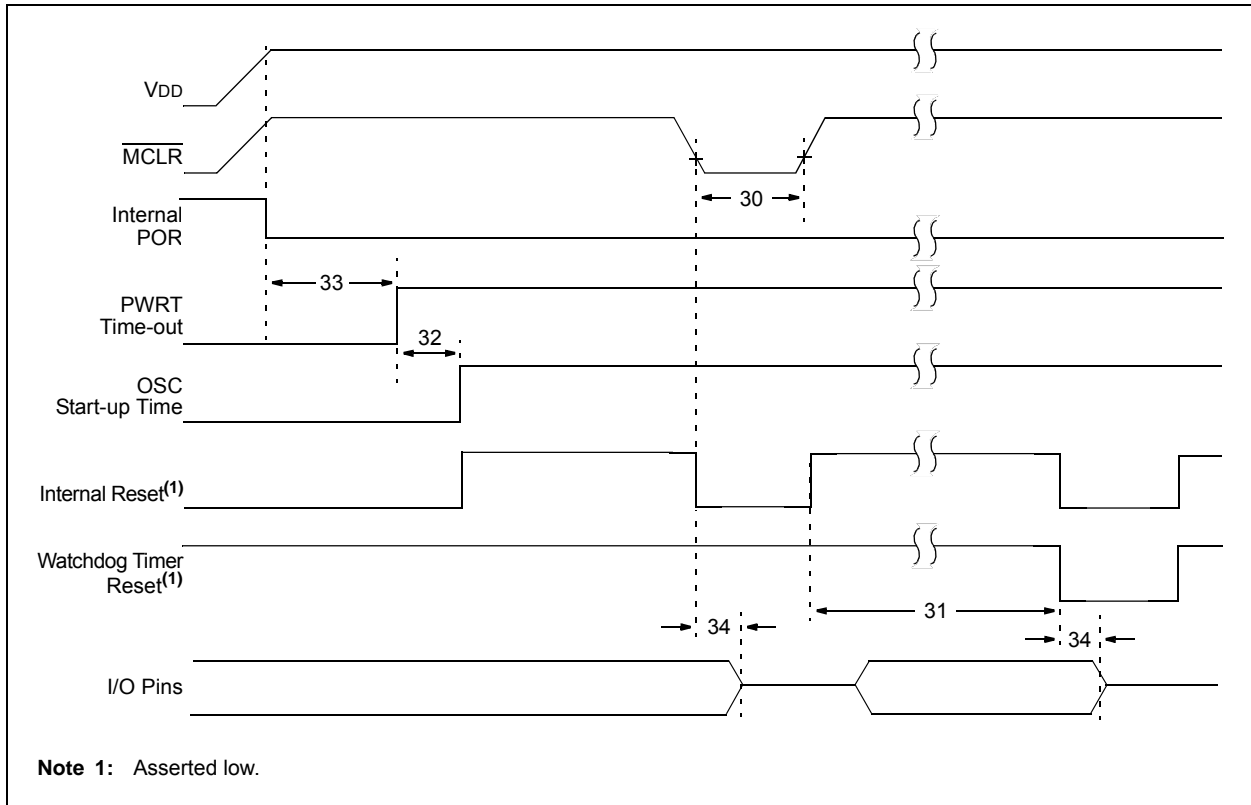 VDD
MCLR
30
Internal
POR
33
PWRT
Time-out
32
OSC
Start-up Time
Internal Reset(1)
Watchdog Timer
Reset(1)
31
34
34
I/O Pins
Note 1: Asserted low.